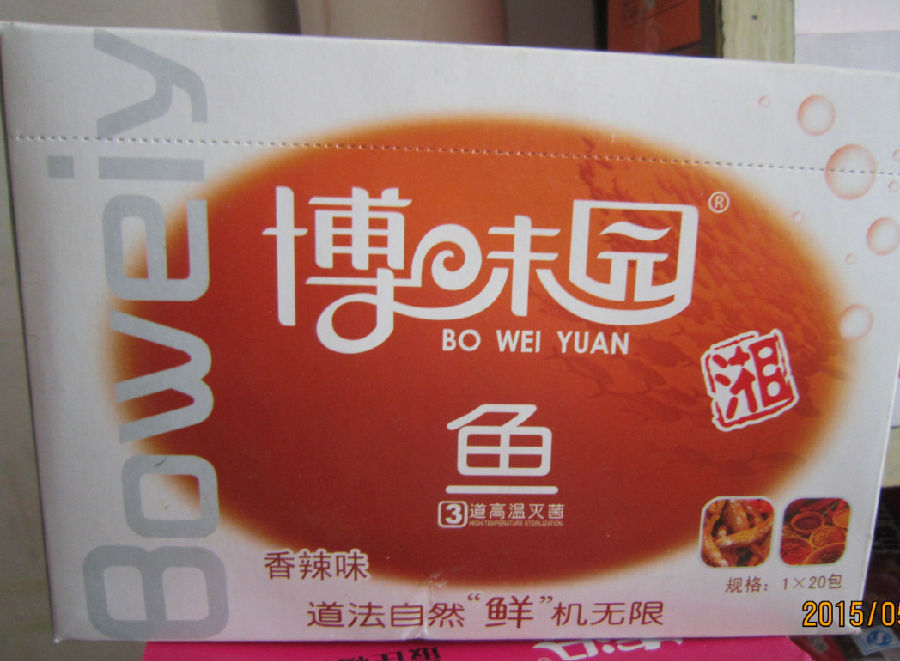 Boweiy
博味园®
BO WEI YUAN
湘
鱼
3道高温灭菌
HIGH TEMPERATURE STERILIZATION
香辣味
规格：1×20包
道法自然“鲜”机无限
2015/05